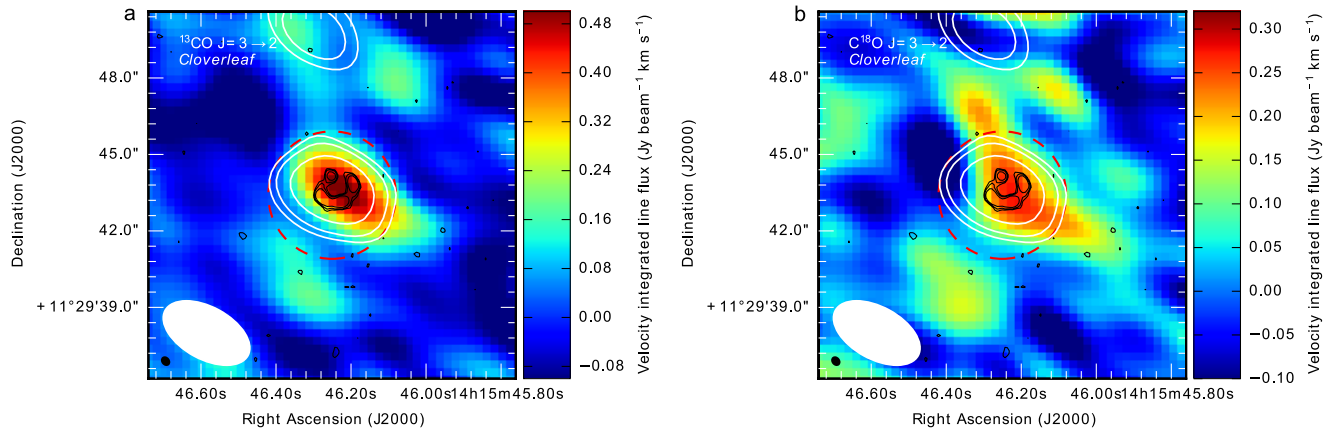 a
¹³CO J= 3 → 2
Cloverleaf
48.0"
45.0"
42.0"
+ 11°29'39.0"
Declination (J2000)
46.60s 46.40s 46.20s 46.00s14h15m45.80s
Right Ascension (J2000)
0.48
0.40
0.32
0.24
0.16
0.08
0.00
−0.08
Velocity integrated line flux (Jy beam⁻¹ km s⁻¹)
b
C¹⁸O J= 3 → 2
Cloverleaf
48.0"
45.0"
42.0"
+ 11°29'39.0"
Declination (J2000)
46.60s 46.40s 46.20s 46.00s14h15m45.80s
Right Ascension (J2000)
0.30
0.25
0.20
0.15
0.10
0.05
0.00
−0.05
−0.10
Velocity integrated line flux (Jy beam⁻¹ km s⁻¹)